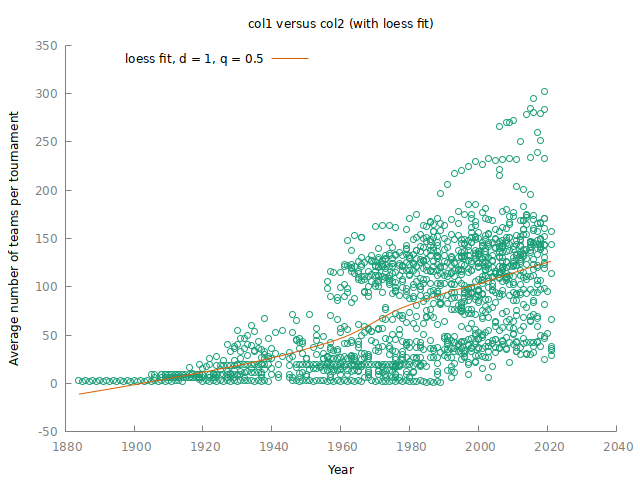 col1 versus col2 (with loess fit)
350
loess fit, d = 1, q = 0.5
300
250
200
150
100
50
0
-50
Average number of teams per tournament
1880 1900 1920 1940 1960 1980 2000 2020 2040
Year